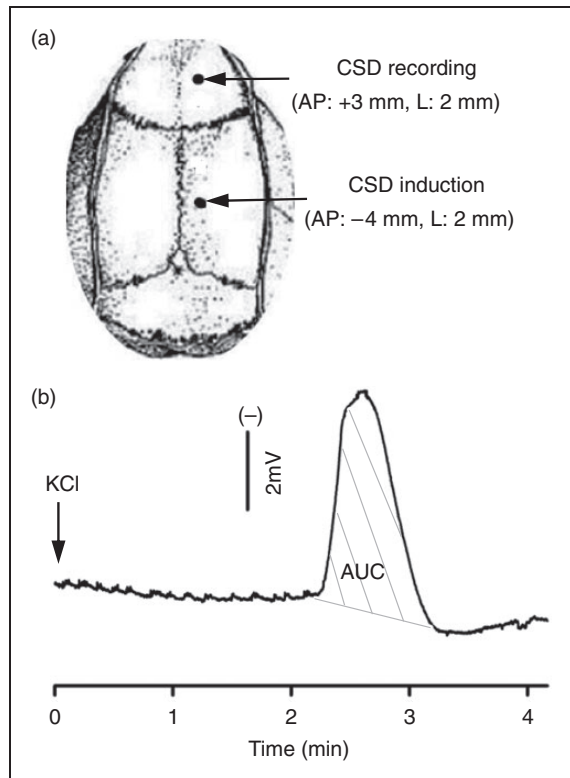 (a)
CSD recording
(AP: +3 mm, L: 2 mm)
CSD induction
(AP: −4 mm, L: 2 mm)
(b)
(−)
2mV
KCl
AUC
0 1 2 3 4
Time (min)